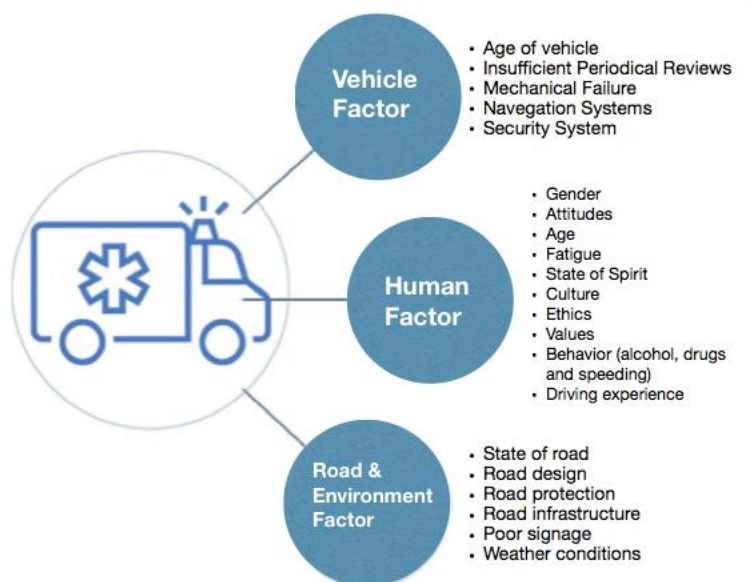 Vehicle
Factor
• Age of vehicle
• Insufficient Periodical Reviews
• Mechanical Failure
• Navegation Systems
• Security System
Human
Factor
• Gender
• Attitudes
• Age
• Fatigue
• State of Spirit
• Culture
• Ethics
• Values
• Behavior (alcohol, drugs
and speeding)
• Driving experience
Road &
Environment
Factor
• State of road
• Road design
• Road protection
• Road infrastructure
• Poor signage
• Weather conditions